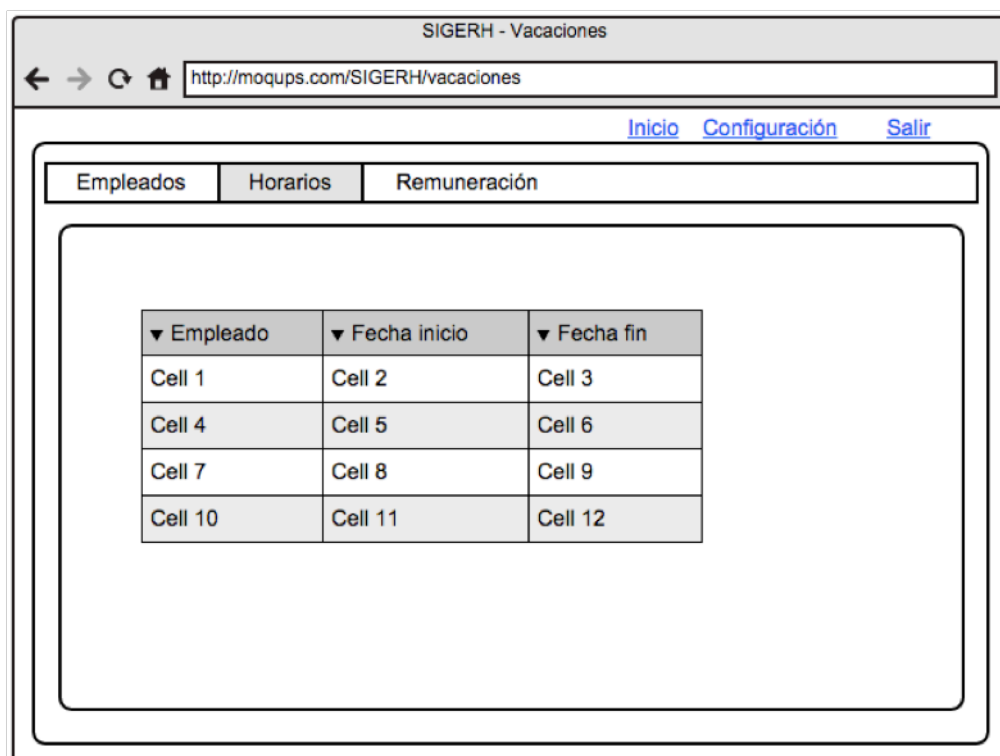 SIGERH - Vacaciones
http://moqups.com/SIGERH/vacaciones
Inicio Configuración Salir
Empleados Horarios Remuneración
▼ Empleado ▼ Fecha inicio ▼ Fecha fin
Cell 1 Cell 2 Cell 3
Cell 4 Cell 5 Cell 6
Cell 7 Cell 8 Cell 9
Cell 10 Cell 11 Cell 12